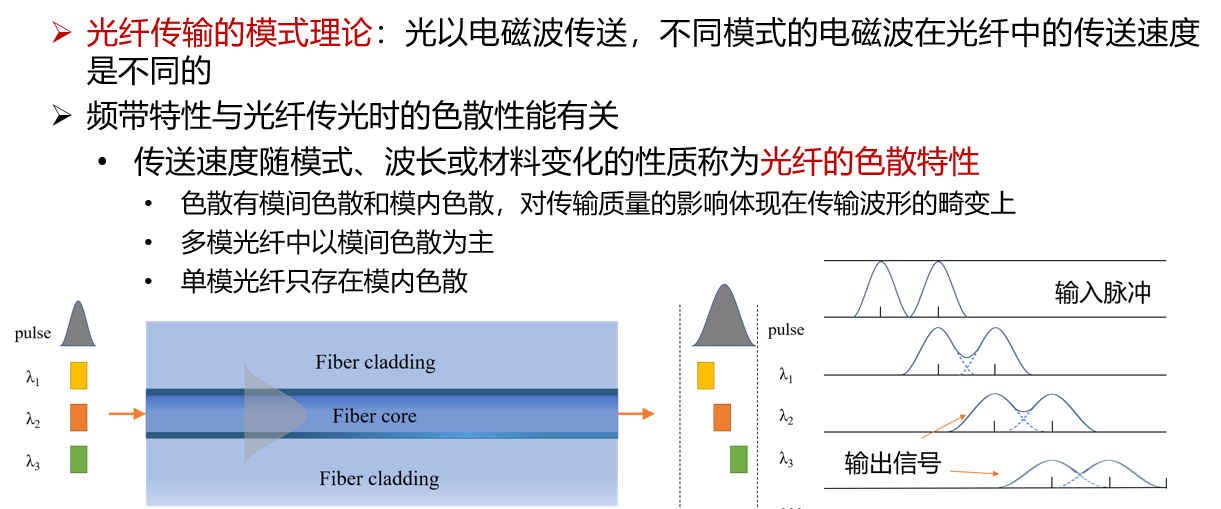 光纤传输的模式理论：光以电磁波传送，不同模式的电磁波在光纤中的传送速度
是不同的
频带特性与光纤传光时的色散性能有关
• 传送速度随模式、波长或材料变化的性质称为光纤的色散特性
• 色散有模间色散和模内色散，对传输质量的影响体现在传输波形的畸变上
• 多模光纤中以模间色散为主
• 单模光纤只存在模内色散
pulse
λ1
λ2
λ3
Fiber cladding
Fiber core
Fiber cladding
pulse
λ1
λ2
λ3
输入脉冲
输出信号